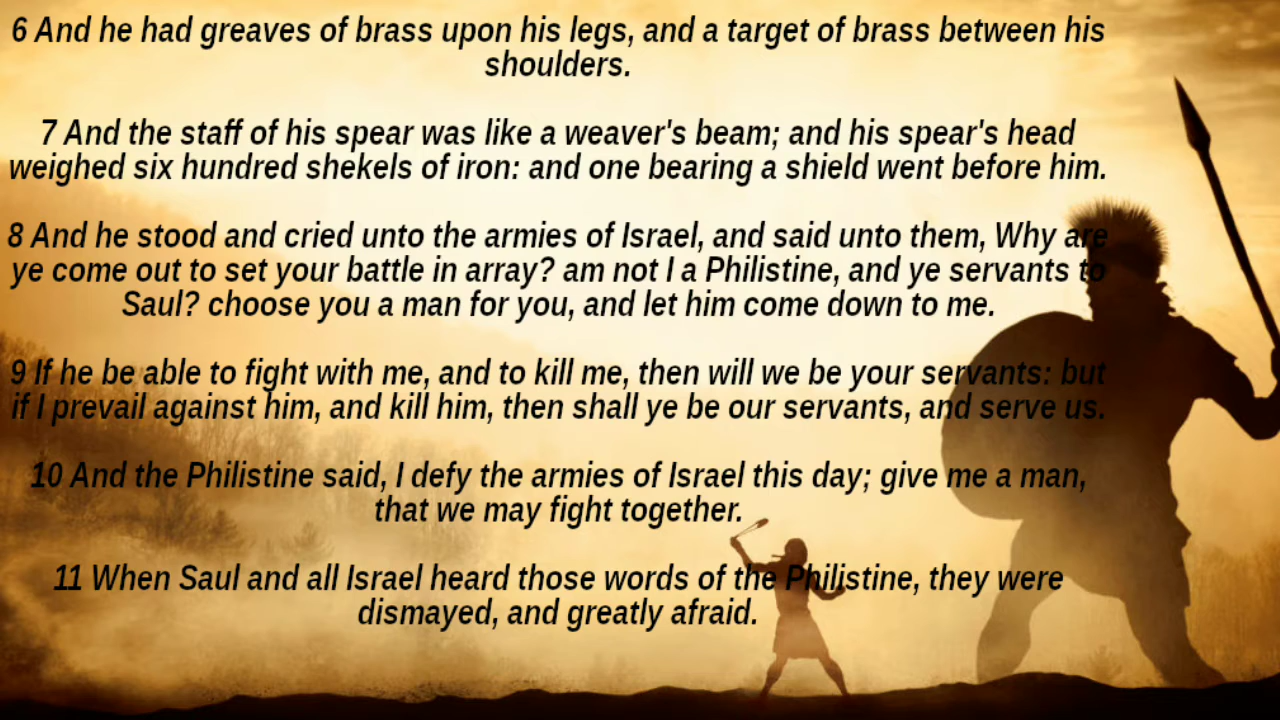 6 And he had greaves of brass upon his legs, and a target of brass between his
shoulders.
7 And the staff of his spear was like a weaver's beam; and his spear's head
weighed six hundred shekels of iron: and one bearing a shield went before him.
8 And he stood and cried unto the armies of Israel, and said unto them, Why are
ye come out to set your battle in array? am not I a Philistine, and ye servants to
Saul? choose you a man for you, and let him come down to me.
9 If he be able to fight with me, and to kill me, then will we be your servants: but
if I prevail against him, and kill him, then shall ye be our servants, and serve us.
10 And the Philistine said, I defy the armies of Israel this day; give me a man,
that we may fight together.
11 When Saul and all Israel heard those words of the Philistine, they were
dismayed, and greatly afraid.